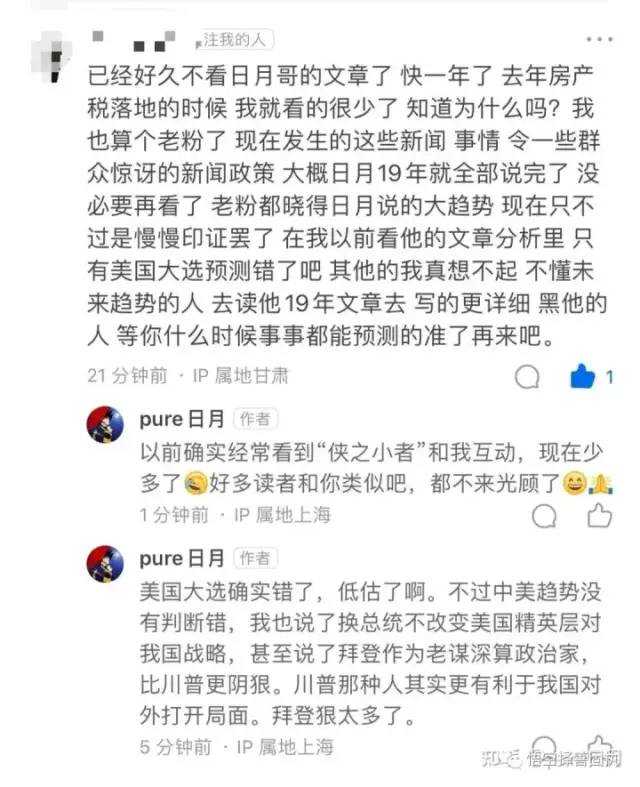 注我的人
已经好久不看日月哥的文章了 快一年了 去年房产
税落地的时候 我就看的很少了 知道为什么吗？我
也算个老粉了 现在发生的这些新闻 事情 令一些群
众惊讶的新闻政策 大概日月19年就全部说完了 没
必要再看了 老粉都晓得日月说的大趋势 现在只不
过是慢慢印证罢了 在我以前看他的文章分析里 只
有美国大选预测错了吧 其他的我真想不起 不懂未
来趋势的人 去读他19年文章去 写的更详细 黑他的
人 等你什么时候事事都能预测的准了再来吧。
21 分钟前 · IP 属地甘肃
1
pure日月 作者
以前确实经常看到“侠之小者”和我互动，现在少
多了🤣好多读者和你类似吧，都不来光顾了😄🙏
1 分钟前 · IP 属地上海
pure日月 作者
美国大选确实错了，低估了啊。不过中美趋势没
有判断错，我也说了换总统不改变美国精英层对
我国战略，甚至说了拜登作为老谋深算政治家，
比川普更阴狠。川普那种人其实更有利于我国对
外打开局面。拜登狠太多了。
5 分钟前 · IP 属地上海